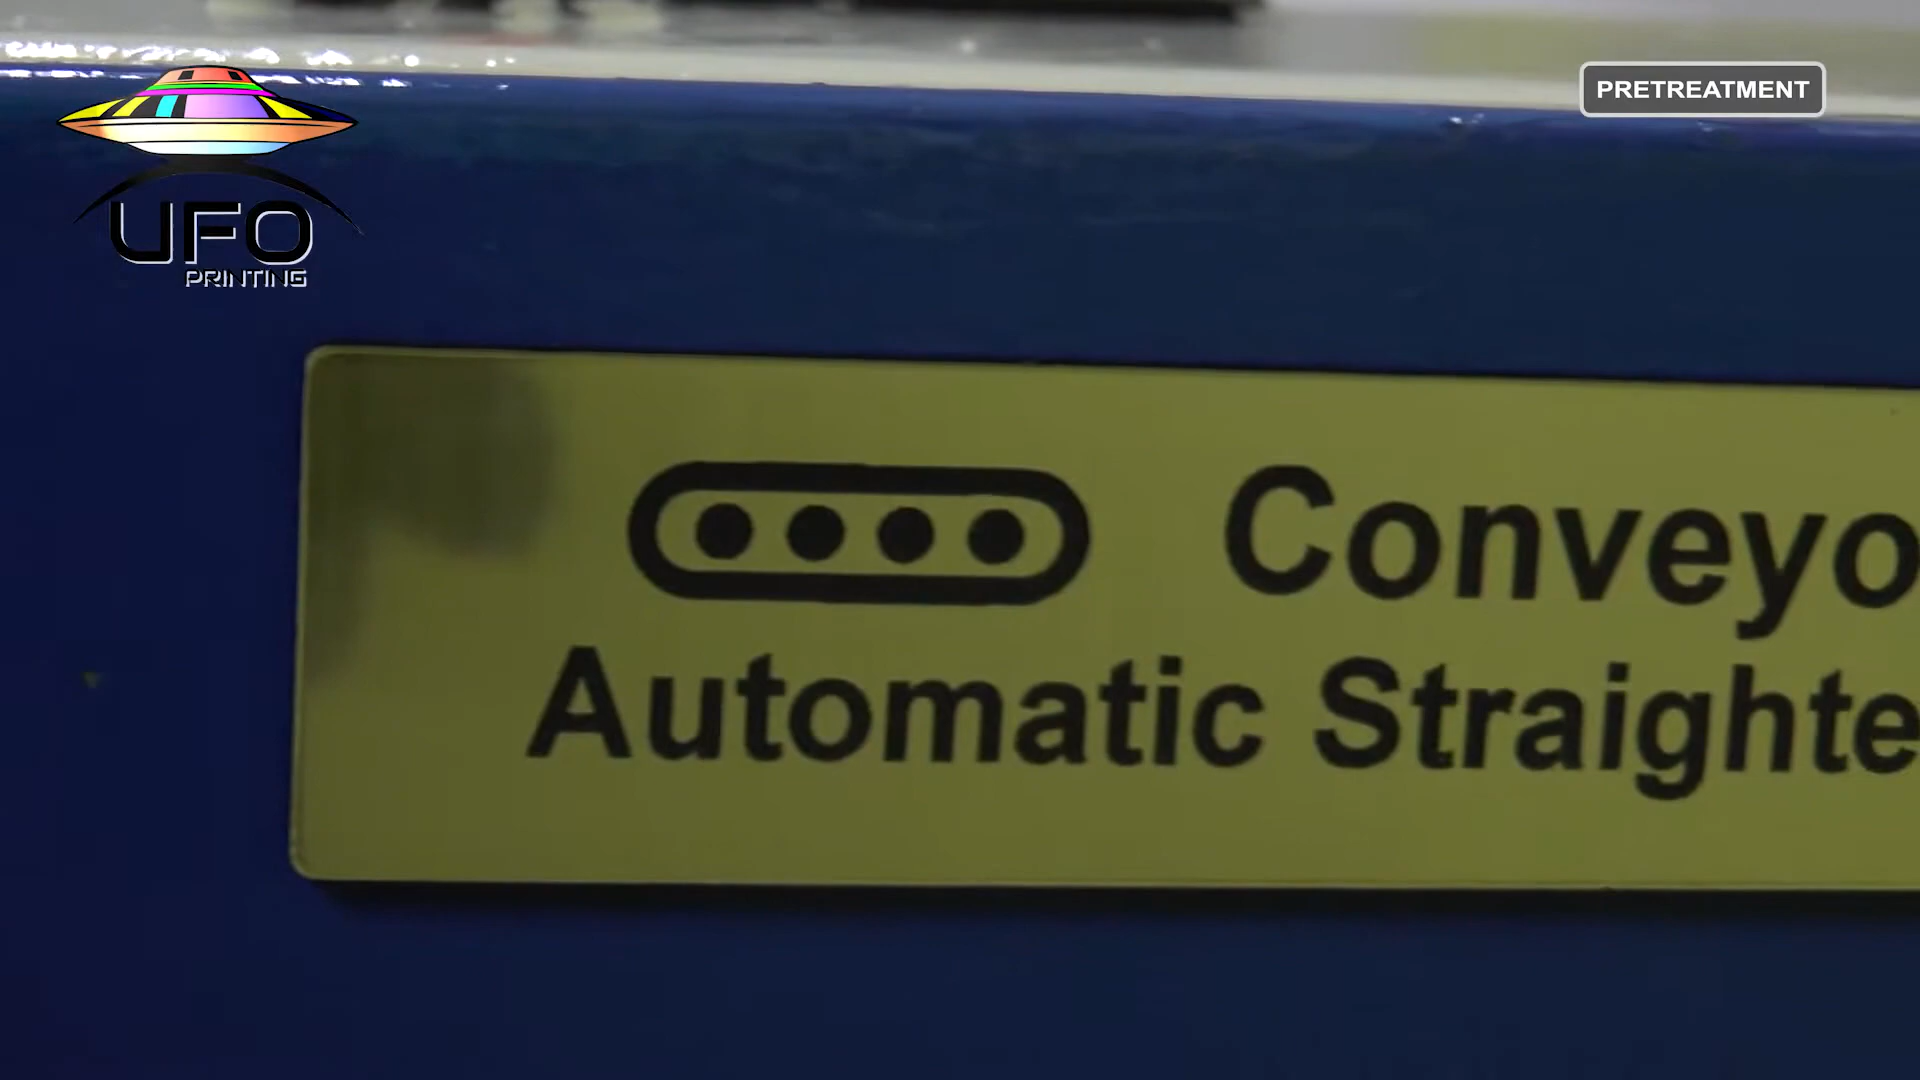 PRETREATMENT
UFO
PRINTING
Conveyo
Automatic Straighte